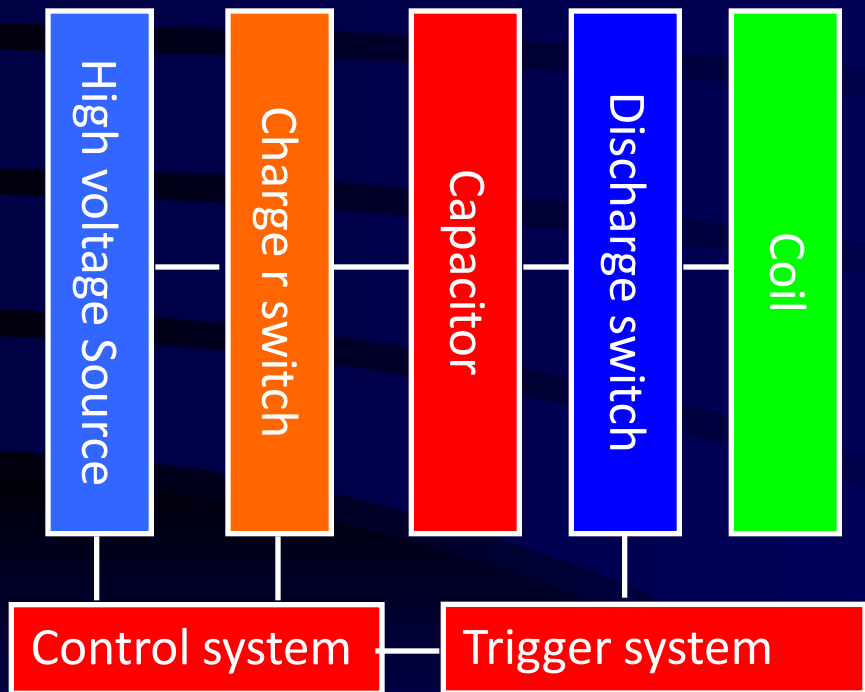 High voltage Source
Charge r switch
Capacitor
Discharge switch
Coil
Control system
Trigger system